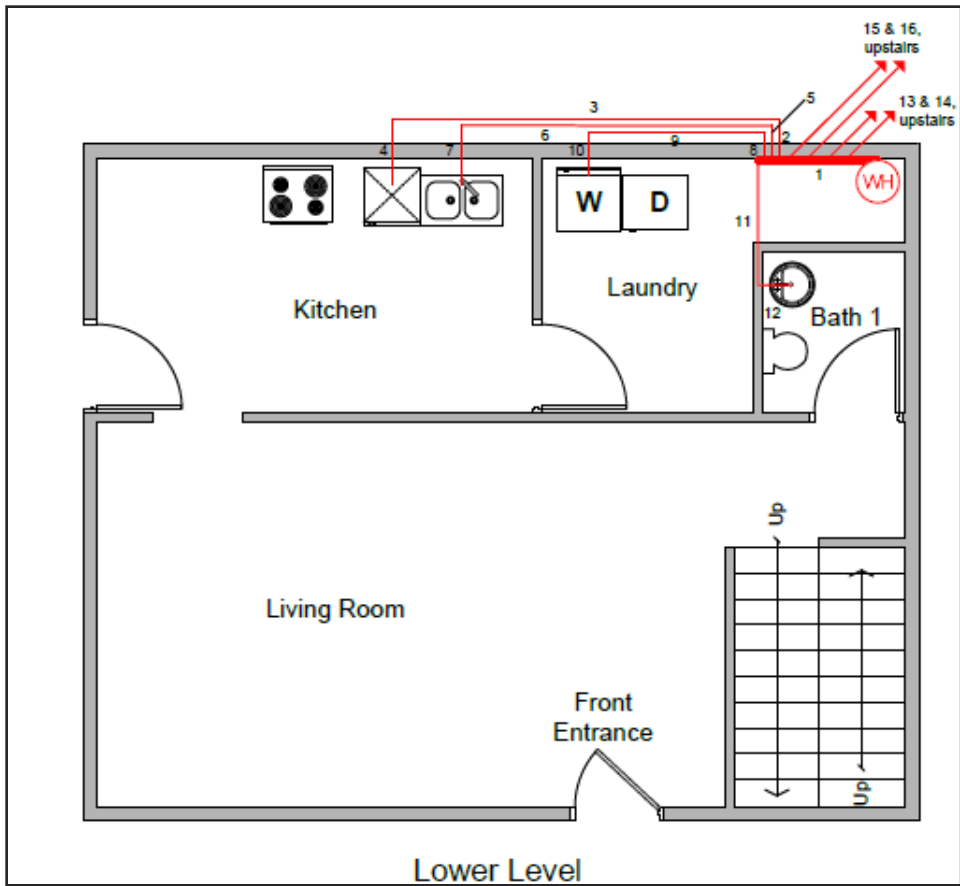 15 & 16,
upstairs
13 & 14,
upstairs
5
3
2
4
7
6
10
9
8
1
WH
W
D
11
Laundry
Kitchen
12
Bath 1
Up
Living Room
Front
Entrance
Up
Lower Level